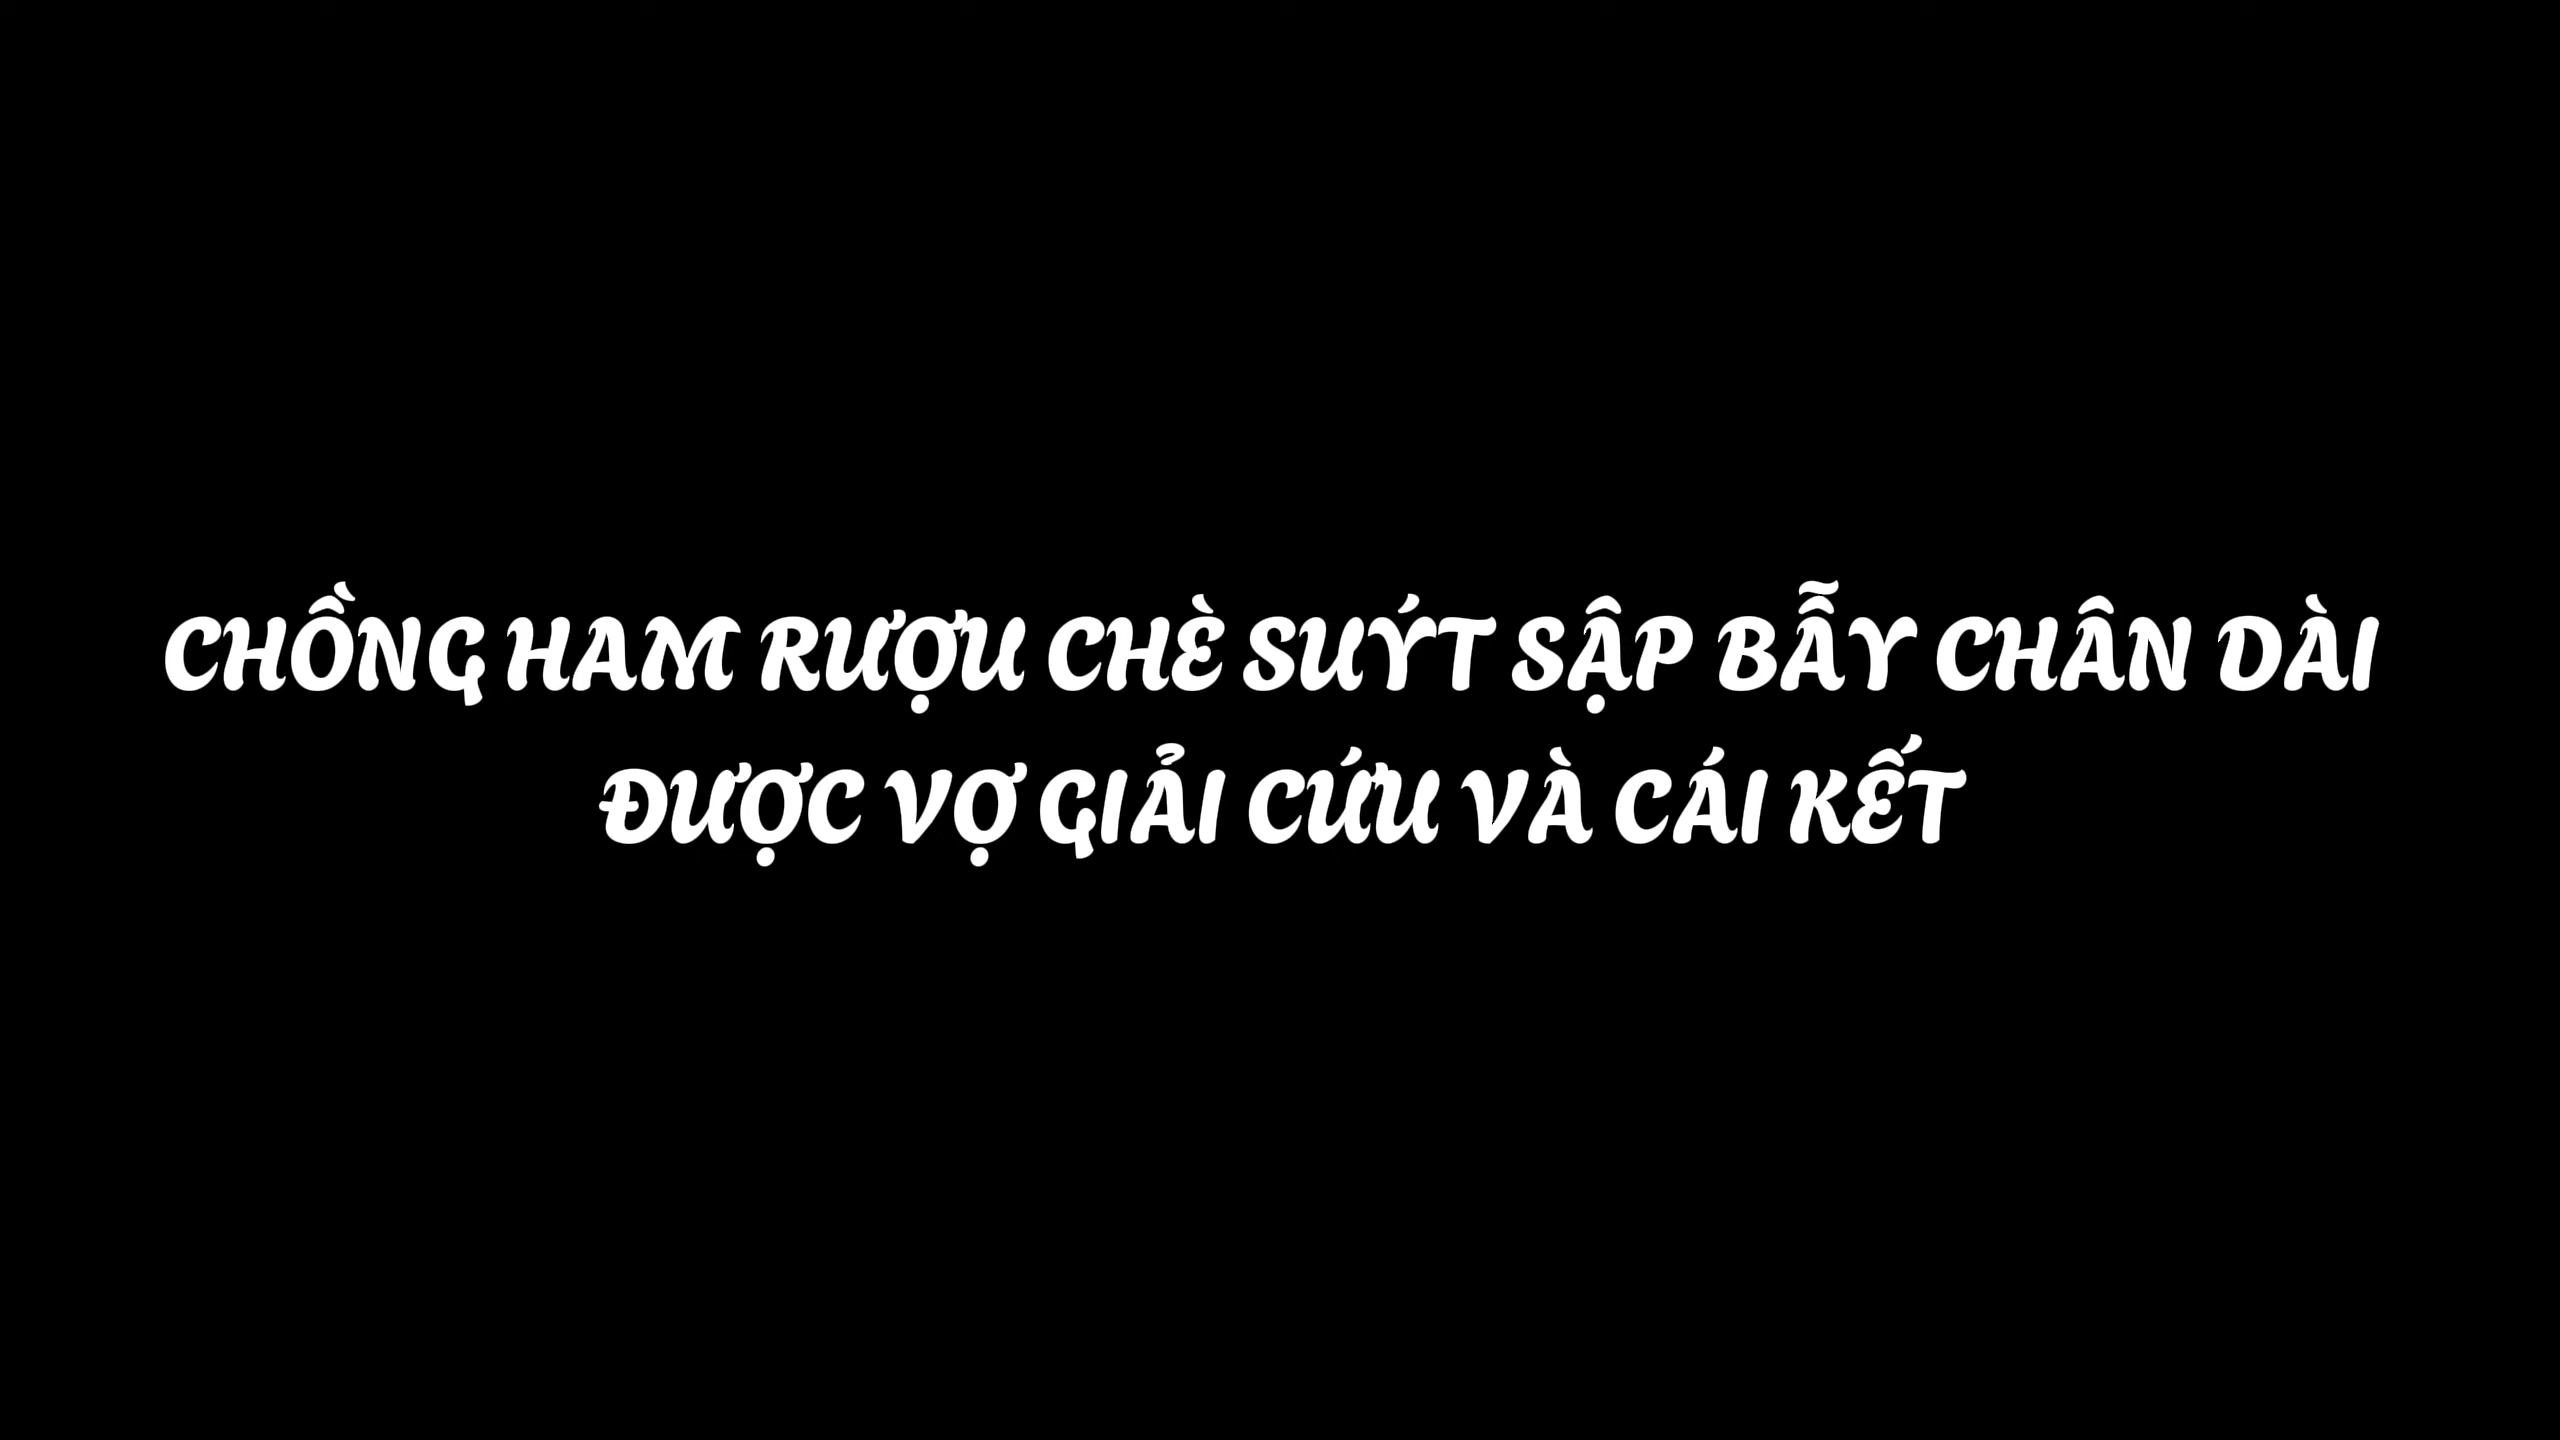 CHỒNG HAM RƯỢU CHÈ SUÝT SẬP BẪY CHÂN DÀI
ĐƯỢC VỢ GIẢI CỨU VÀ CÁI KẾT